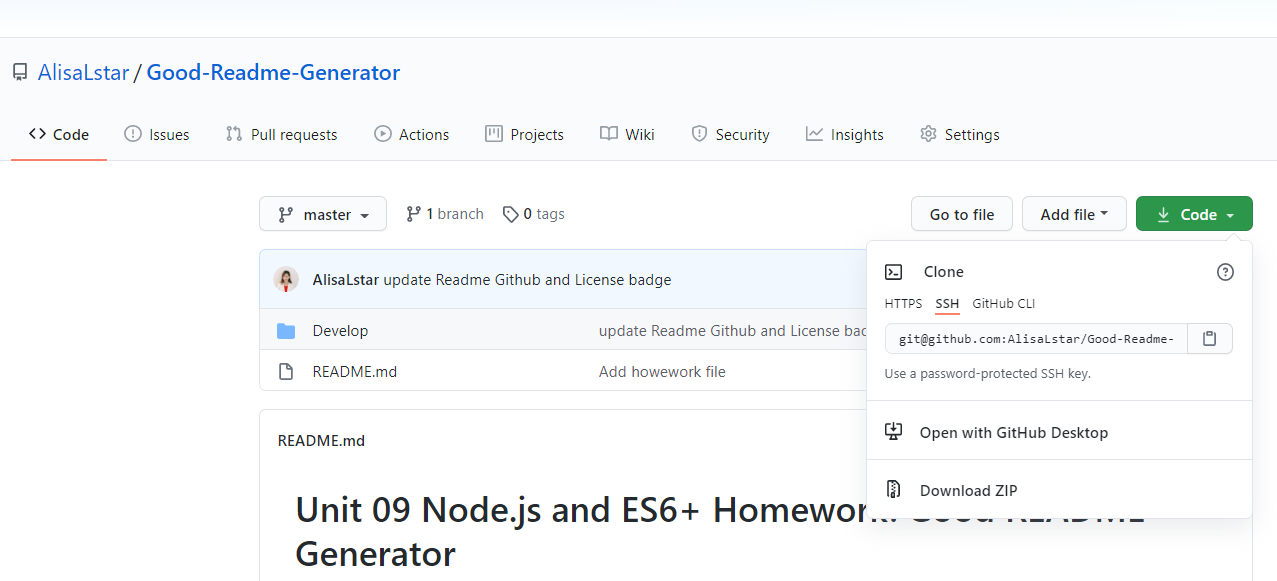 AlisaLstar / Good-Readme-Generator
Code Issues Pull requests Actions Projects Wiki Security Insights Settings
master 1 branch 0 tags Go to file Add file Code
Clone
HTTPS SSH GitHub CLI
git@github.com:AlisaLstar/Good-Readme-
Use a password-protected SSH key.
Open with GitHub Desktop
Download ZIP
AlisaLstar update Readme Github and License badge
Develop update Readme Github and License bad
README.md Add howework file
README.md
Unit 09 Node.js and ES6+ Homework: Good README
Generator